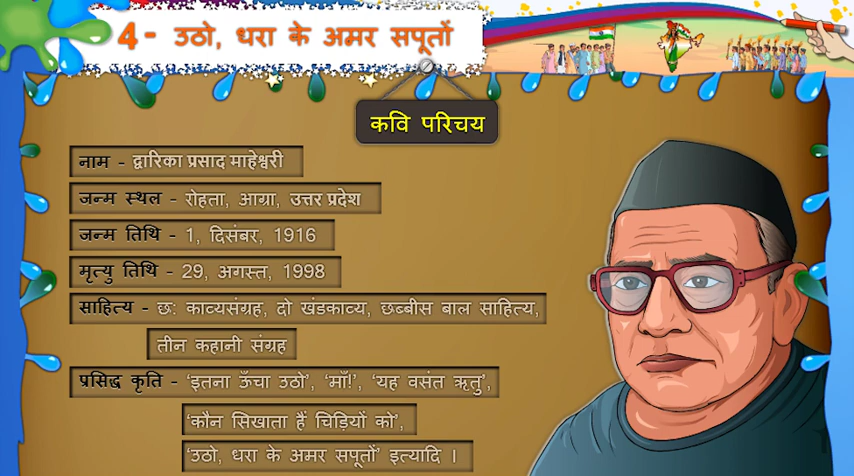 4- उठो, धरा के अमर सपूतों
कवि परिचय
नाम - द्वारिका प्रसाद माहेश्वरी
जन्म स्थल - रोहता, आग्रा, उत्तर प्रदेश
जन्म तिथि - 1, दिसंबर, 1916
मृत्यु तिथि - 29, अगस्त, 1998
साहित्य - छ: काव्यसंग्रह, दो खंडकाव्य, छब्बीस बाल साहित्य,
तीन कहानी संग्रह
प्रसिद्ध कृति - 'इतना ऊँचा उठो', 'माँ!', 'यह वसंत ऋतु',
'कौन सिखाता हैं चिड़ियों को',
'उठो, धरा के अमर सपूतों' इत्यादि ।